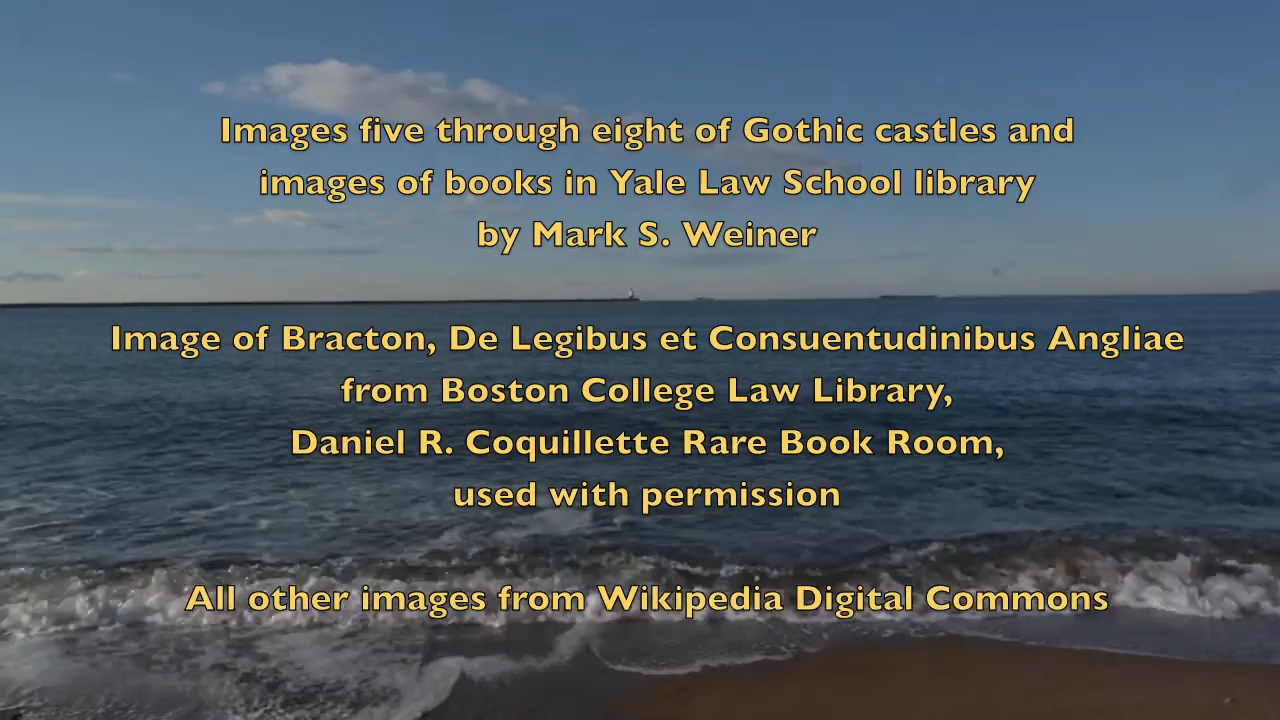 Images five through eight of Gothic castles and
images of books in Yale Law School library
by Mark S. Weiner
Image of Bracton, De Legibus et Consuentudinibus Angliae
from Boston College Law Library,
Daniel R. Coquillette Rare Book Room,
used with permission
All other images from Wikipedia Digital Commons